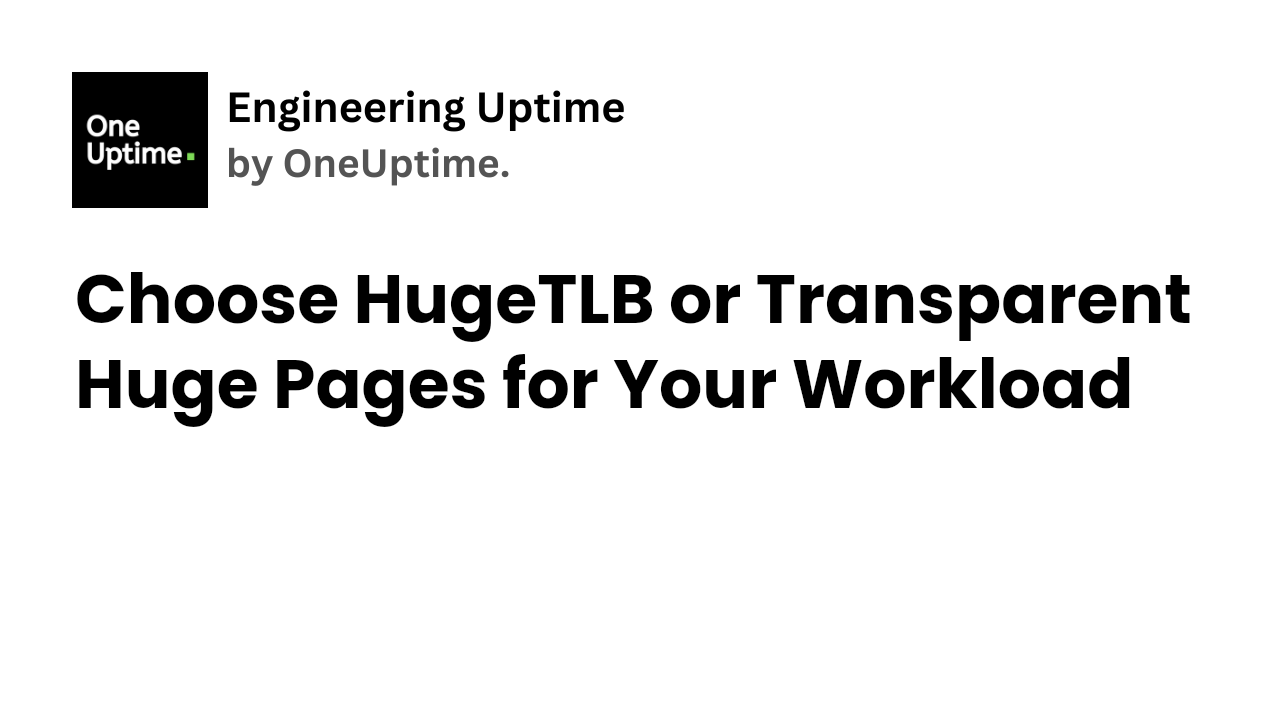 One
Uptime.
Engineering Uptime
by OneUptime.
Choose HugeTLB or Transparent
Huge Pages for Your Workload